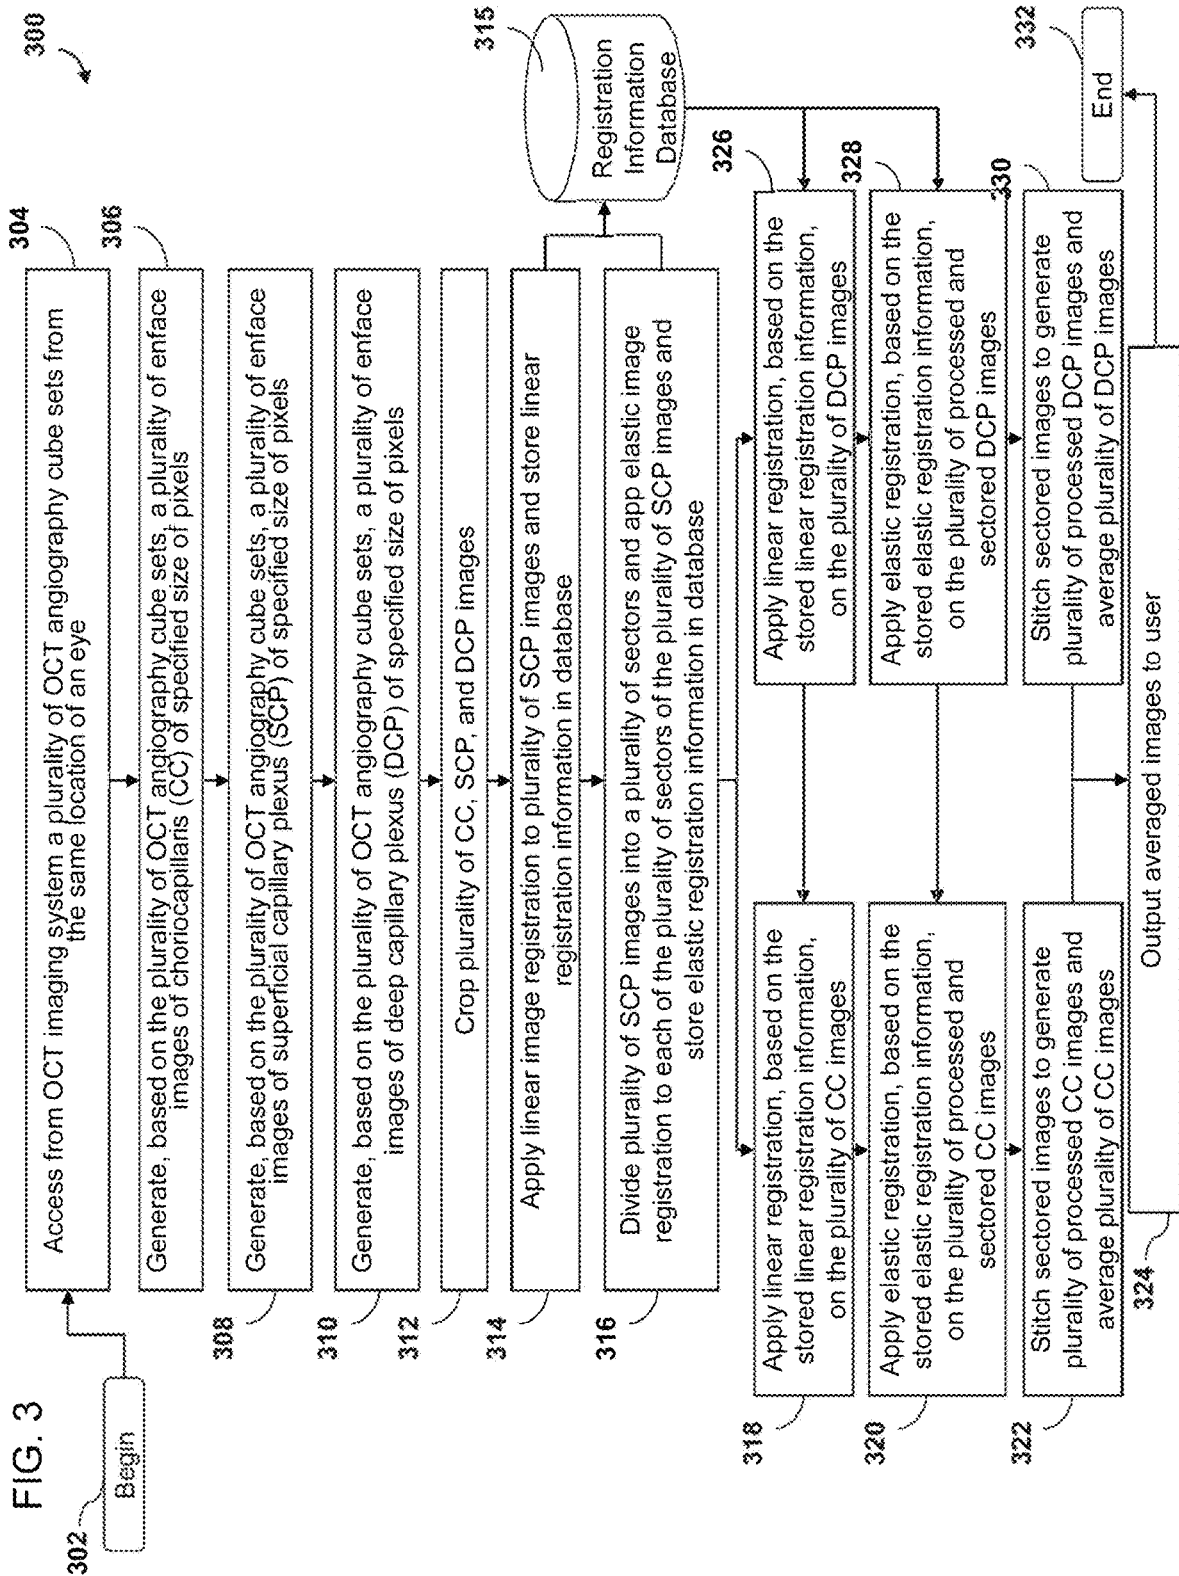 FIG. 3
300
302
Begin
304
Access from OCT imaging system a plurality of OCT angiography cube sets from
the same location of an eye
306
Generate, based on the plurality of OCT angiography cube sets, a plurality of enface
images of choriocapillaris (CC) of specified size of pixels
308
Generate, based on the plurality of OCT angiography cube sets, a plurality of enface
images of superficial capillary plexus (SCP) of specified size of pixels
310
Generate, based on the plurality of OCT angiography cube sets, a plurality of enface
images of deep capillary plexus (DCP) of specified size of pixels
312
Crop plurality of CC, SCP, and DCP images
314
Apply linear image registration to plurality of SCP images and store linear
registration information in database
315
Registration
Information
Database
316
Divide plurality of SCP images into a plurality of sectors and app elastic image
registration to each of the plurality of sectors of the plurality of SCP images and
store elastic registration information in database
318
Apply linear registration, based on the
stored linear registration information,
on the plurality of CC images
326
Apply linear registration, based on the
stored linear registration information,
on the plurality of DCP images
320
Apply elastic registration, based on the
stored elastic registration information,
on the plurality of processed and
sectored CC images
328
Apply elastic registration, based on the
stored elastic registration information,
on the plurality of processed and
sectored DCP images
322
Stitch sectored images to generate
plurality of processed CC images and
average plurality of CC images
330
Stitch sectored images to generate
plurality of processed DCP images and
average plurality of DCP images
324
Output averaged images to user
332
End